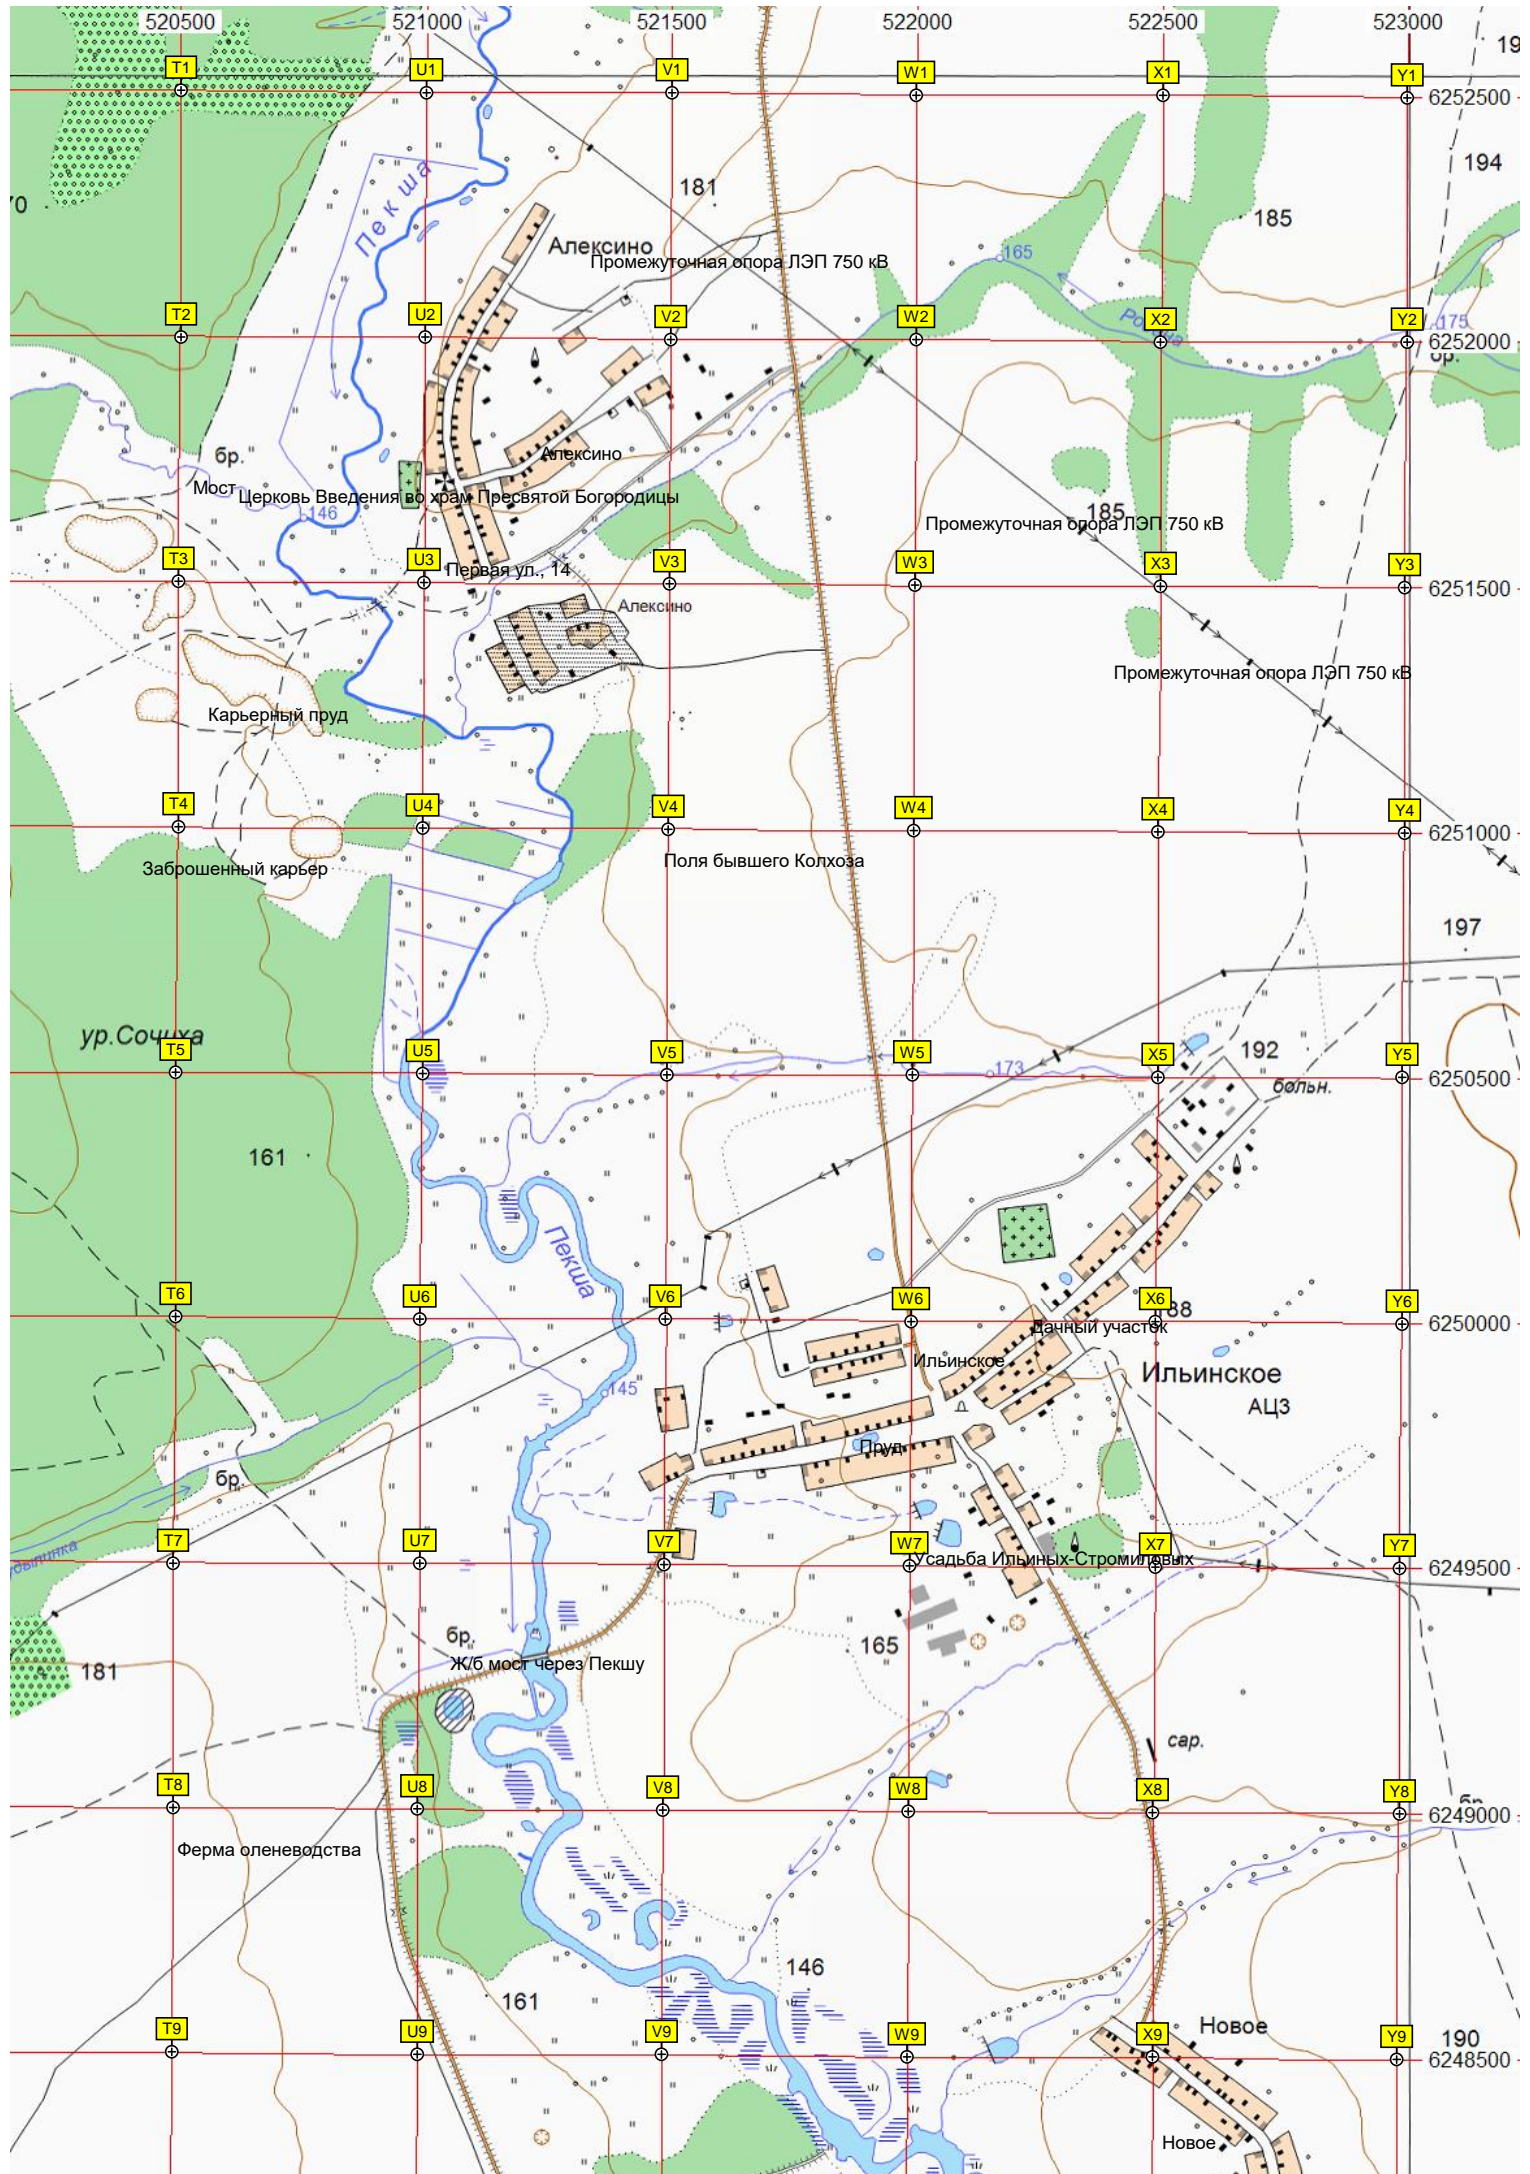 520500 521000 521500 522000 522500 523000
T1 U1 V1 W1 X1 Y1
6252500
194
Пекша
181
185
Алексино
Промежуточная опора ЛЭП 750 кВ
165
T2 U2 V2 W2 X2 Y2
175
6252000
бр.
бр.
Алексино
Мост
Церковь Введения во храм Пресвятой Богородицы
146
185
Промежуточная опора ЛЭП 750 кВ
T3 U3 V3 W3 X3 Y3
Первая ул., 14
6251500
Алексино
Промежуточная опора ЛЭП 750 кВ
Карьерный пруд
T4 U4 V4 W4 X4 Y4
6251000
Заброшенный карьер
Поля бывшего Колхоза
197
ур.Сочиха
T5 U5 V5 W5 X5 Y5
192
173
больн.
6250500
161
Пекша
T6 U6 V6 W6 X6 Y6
88
6250000
Дачный участок
Ильинское
Ильинское
АЦЗ
145
Пруд
бр.
T7 U7 V7 W7 X7 Y7
Усадьба Ильиных-Стромиловых
6249500
бр.
165
Ж/б мост через Пекшу
181
сар.
T8 U8 V8 W8 X8 Y8
6249000
Ферма оленеводства
146
161
T9 U9 V9 W9 X9 Y9
Новое
190
6248500
Новое